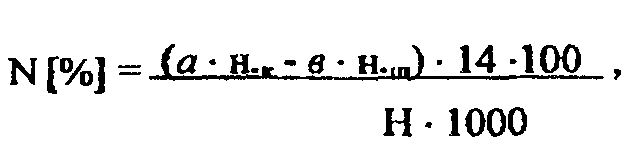 N [%] = (а · н·к - в · н·щ) · 14 · 100 ,
Н · 1000